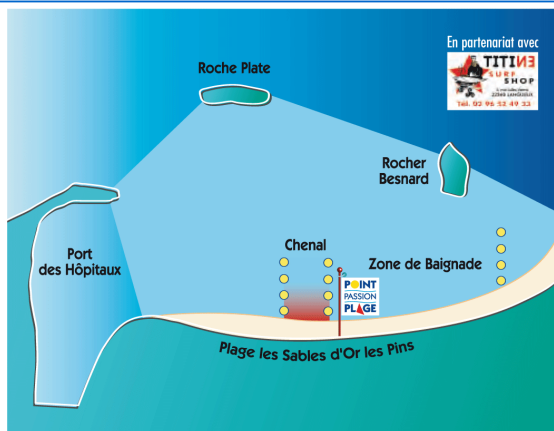 En partenariat avec
TITINE
SURF
SHOP
Tél. 02 96 52 49 33
Roche Plate
Rocher
Besnard
Port
des Hôpitaux
Chenal
Zone de Baignade
POINT
PASSION
PLAGE
Plage les Sables d'Or les Pins